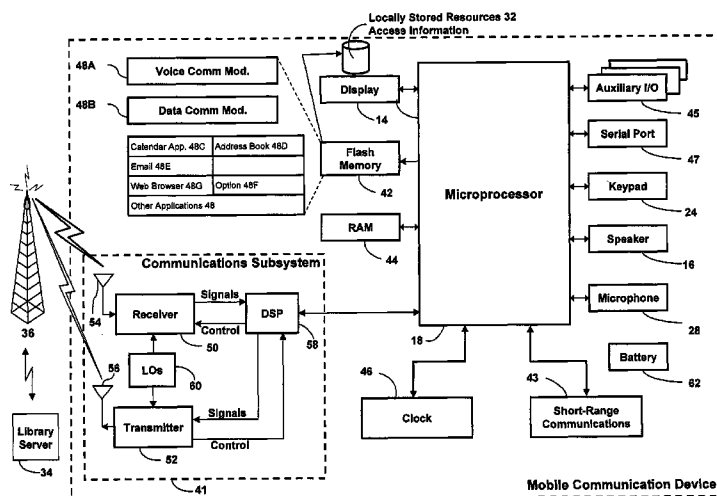 Locally Stored Resources 32
Access Information
48A
Voice Comm Mod.
48B
Data Comm Mod.
Calendar App. 48C
Address Book 48D
Email 48E
Web Browser 48G
Option 48F
Other Applications 48
Display
14
Flash
Memory
42
RAM
44
Microprocessor
18
Auxiliary I/O
45
Serial Port
47
Keypad
24
Speaker
16
Microphone
28
Battery
62
36
Library
Server
34
Communications Subsystem
54
Receiver
50
Signals
Control
DSP
58
56
LOs
60
Transmitter
52
Signals
Control
41
46
Clock
43
Short-Range
Communications
Mobile Communication Device